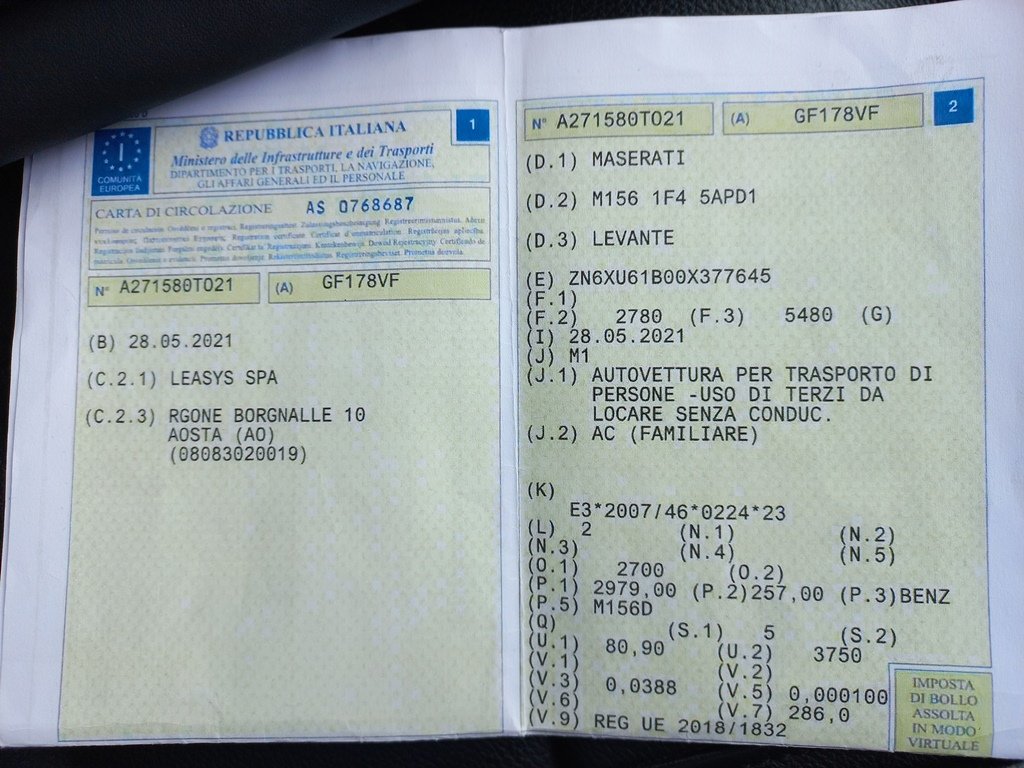 1
REPUBBLICA ITALIANA
Ministero delle Infrastrutture e dei Trasporti
DIPARTIMENTO PER I TRASPORTI, LA NAVIGAZIONE,
GLI AFFARI GENERALI ED IL PERSONALE
I
COMUNITÀ
EUROPEA
CARTA DI CIRCOLAZIONE AS 0768687
N° A271580TO21 (A) GF178VF
(B) 28.05.2021
(C.2.1) LEASYS SPA
(C.2.3) RGONE BORGNALLE 10
AOSTA (AO)
(08083020019)
2
N° A271580TO21 (A) GF178VF
(D.1) MASERATI
(D.2) M156 1F4 5APD1
(D.3) LEVANTE
(E) ZN6XU61B00X377645
(F.1)
(F.2) 2780 (F.3) 5480 (G)
(I) 28.05.2021
(J) M1
(J.1) AUTOVETTURA PER TRASPORTO DI
PERSONE -USO DI TERZI DA
LOCARE SENZA CONDUC.
(J.2) AC (FAMILIARE)
(K)
E3*2007/46*0224*23
(L) 2 (N.1) (N.2)
(N.3) (N.4) (N.5)
(O.1) 2700 (O.2)
(P.1) 2979,00 (P.2)257,00 (P.3)BENZ
(P.5) M156D
(Q) (S.1) 5 (S.2)
(U.1) 80,90 (U.2) 3750
(V.1) (V.2)
(V.3) 0,0388 (V.5) 0,000100
(V.6) (V.7) 286,0
(V.9) REG UE 2018/1832
IMPOSTA
DI BOLLO
ASSOLTA
IN MODO
VIRTUALE